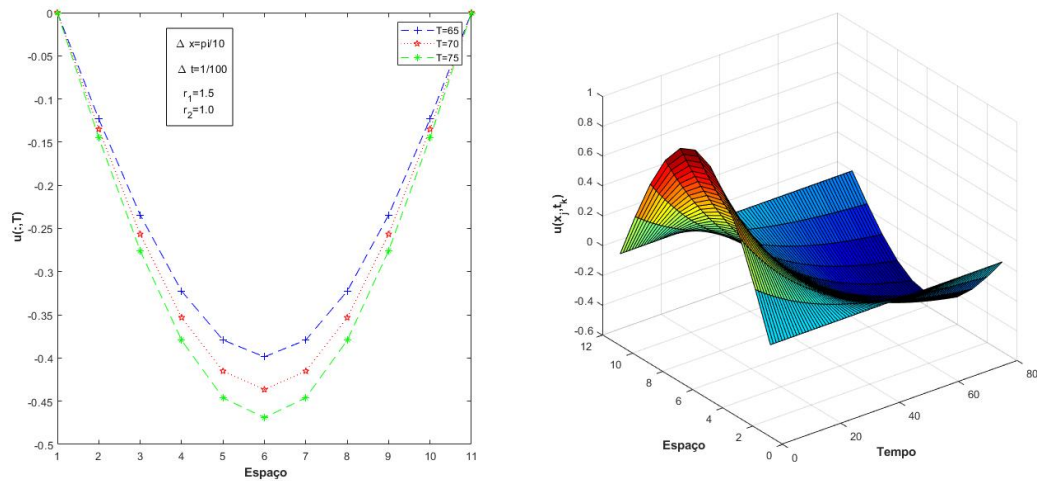 0
-0.05
-0.1
-0.15
-0.2
-0.25
-0.3
-0.35
-0.4
-0.45
-0.5
u(:,T)
1 2 3 4 5 6 7 8 9 10 11
Espaço
Δ x=pi/10
Δ t=1/100
r₁=1.5
r₂=1.0
T=65
T=70
T=75
1
0.8
0.6
0.4
0.2
0
-0.2
-0.4
-0.6
u(xⱼ,tₖ)
12 10 8 6 4 2 0
Espaço
0 20 40 60 80
Tempo